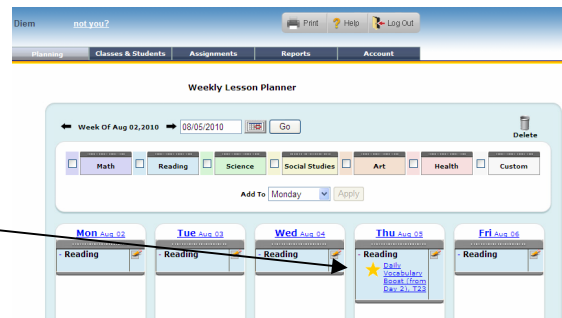 Diem not you? Print Help Log Out
Planning Classes & Students Assignments Reports Account
Weekly Lesson Planner
Week Of Aug 02,2010 08/05/2010 Go
Delete
Math Reading Science Social Studies Art Health Custom
Add To Monday Apply
Mon Aug 02 Tue Aug 03 Wed Aug 04 Thu Aug 05 Fri Aug 06
- Reading - Reading - Reading - Reading - Reading
Daily
Vocabulary
Boost (from
Day 2), T23